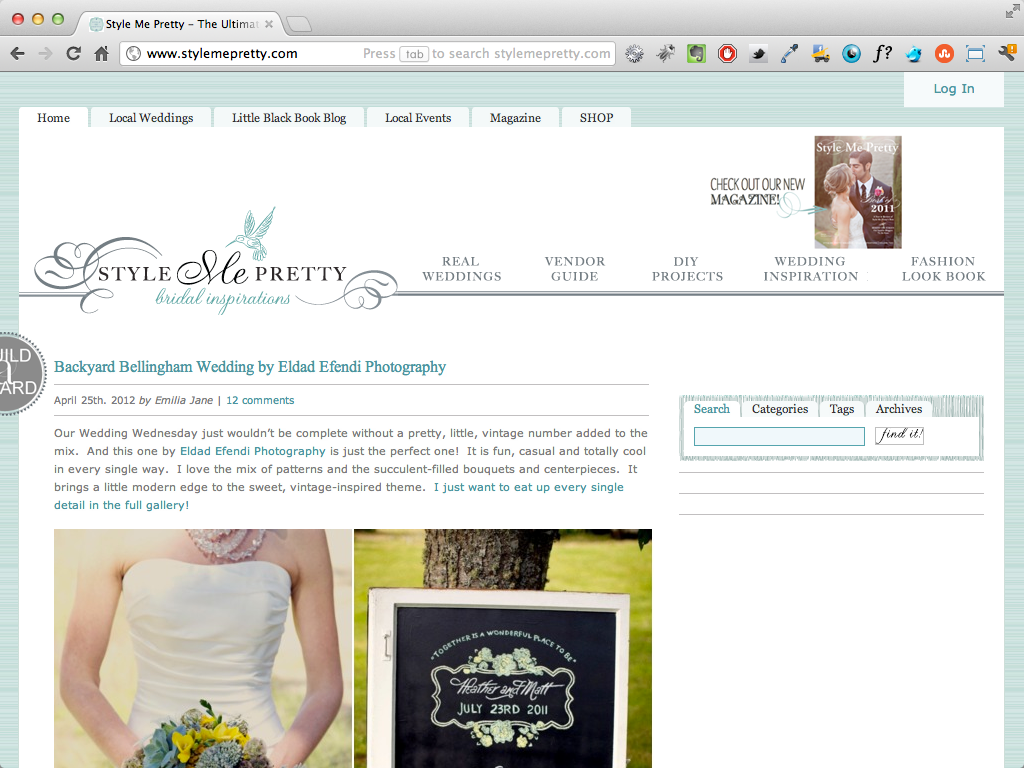 Style Me Pretty – The Ultimat
www.stylemepretty.com
Press tab to search stylemepretty.com
f?
Log In
Home
Local Weddings
Little Black Book Blog
Local Events
Magazine
SHOP
CHECK OUT OUR NEW
MAGAZINE!
Style Me Pretty
Best of
2011
STYLE Me PRETTY
bridal inspirations
REAL
WEDDINGS
VENDOR
GUIDE
DIY
PROJECTS
WEDDING
INSPIRATION
FASHION
LOOK BOOK
UILD
a
ARD
Backyard Bellingham Wedding by Eldad Efendi Photography
April 25th. 2012 by Emilia Jane | 12 comments
Our Wedding Wednesday just wouldn't be complete without a pretty, little, vintage number added to the
mix. And this one by Eldad Efendi Photography is just the perfect one! It is fun, casual and totally cool
in every single way. I love the mix of patterns and the succulent-filled bouquets and centerpieces. It
brings a little modern edge to the sweet, vintage-inspired theme. I just want to eat up every single
detail in the full gallery!
Search
Categories
Tags
Archives
find it!
"TOGETHER IS A WONDERFUL PLACE TO BE"
Heather and Matt
JULY 23RD 2011